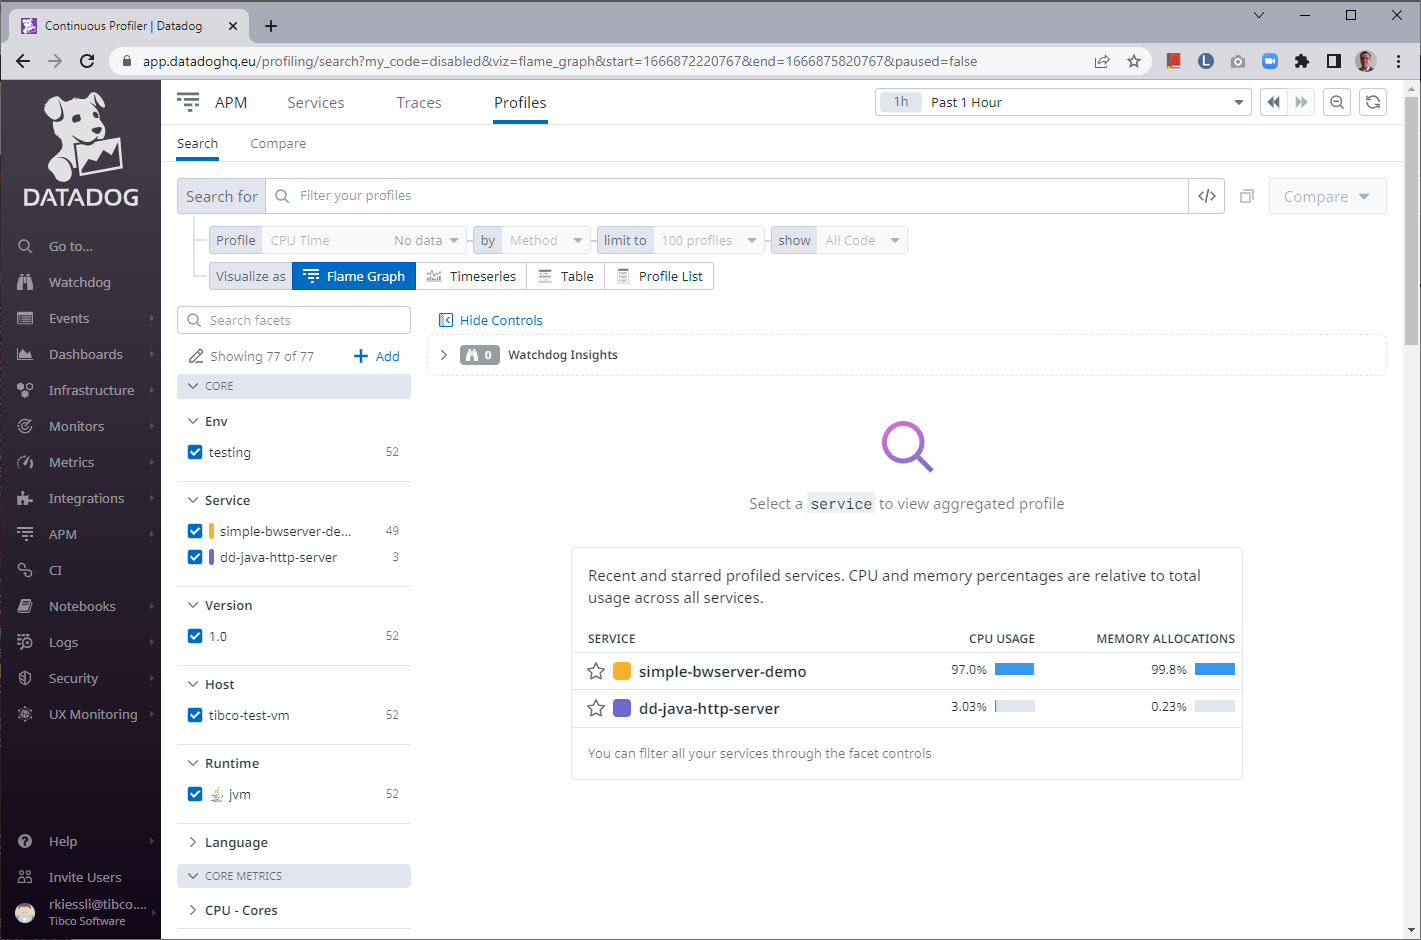 Continuous Profiler | Datadog
app.datadoghq.eu/profiling/search?my_code=disabled&viz=flame_graph&start=1666872220767&end=1666875820767&paused=false
L
DATADOG
Go to...
Watchdog
Events
Dashboards
Infrastructure
Monitors
Metrics
Integrations
APM
CI
Notebooks
Logs
Security
UX Monitoring
Help
Invite Users
rkiessli@tibco....
Tibco Software
APM Services Traces Profiles
1h Past 1 Hour
Search Compare
Search for Filter your profiles </> Compare
Profile CPU Time No data by Method limit to 100 profiles show All Code
Visualize as Flame Graph Timeseries Table Profile List
Search facets
Showing 77 of 77 + Add
CORE
Env
testing 52
Service
simple-bwserver-de... 49
dd-java-http-server 3
Version
1.0 52
Host
tibco-test-vm 52
Runtime
jvm 52
Language
CORE METRICS
CPU - Cores
Hide Controls
0 Watchdog Insights
Select a service to view aggregated profile
Recent and starred profiled services. CPU and memory percentages are relative to total
usage across all services.
SERVICE CPU USAGE MEMORY ALLOCATIONS
simple-bwserver-demo 97.0% 99.8%
dd-java-http-server 3.03% 0.23%
You can filter all your services through the facet controls